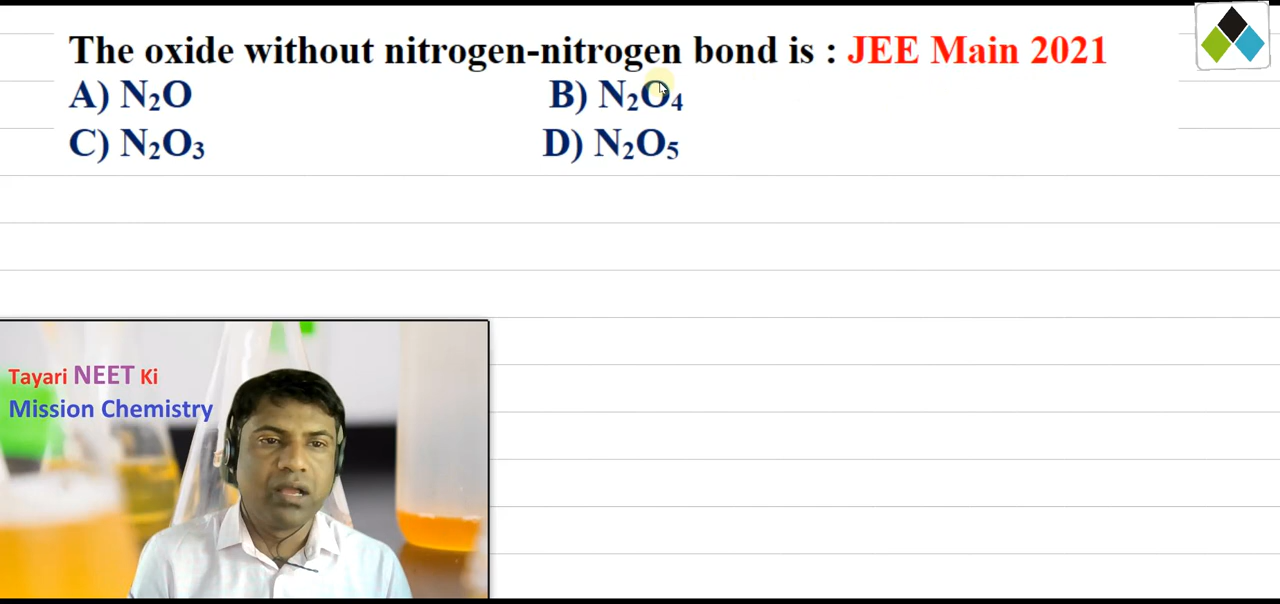 The oxide without nitrogen-nitrogen bond is : JEE Main 2021
A) N₂O B) N₂O₄
C) N₂O₃ D) N₂O₅
Tayari NEET Ki
Mission Chemistry